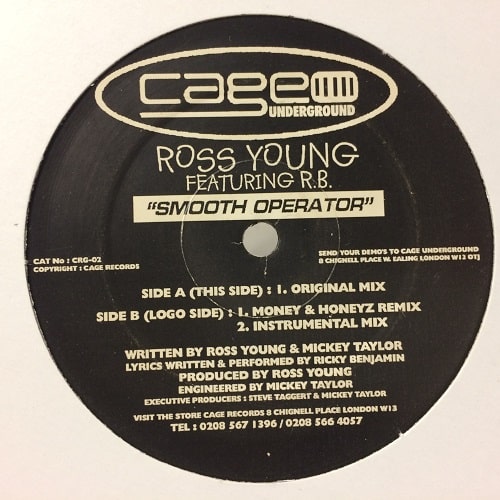 cage
UNDERGROUND
ROSS YOUNG
FEATURING R.B.
"SMOOTH OPERATOR"
CAT No : CRG-02
COPYRIGHT : CAGE RECORDS
SEND YOUR DEMO'S TO CAGE UNDERGROUND
8 CHIGNELL PLACE W. EALING LONDON W13 OTJ
SIDE A (THIS SIDE) : 1. ORIGINAL MIX
SIDE B (LOGO SIDE) : 1. MONEY & HONEYZ REMIX
2. INSTRUMENTAL MIX
WRITTEN BY ROSS YOUNG & MICKEY TAYLOR
LYRICS WRITTEN & PERFORMED BY RICKY BENJAMIN
PRODUCED BY ROSS YOUNG
ENGINEERED BY MICKEY TAYLOR
EXECUTIVE PRODUCERS : STEVE TAGGERT & MICKEY TAYLOR
VISIT THE STORE CAGE RECORDS 8 CHIGNELL PLACE LONDON W13
TEL : 0208 567 1396 / 0208 566 4057